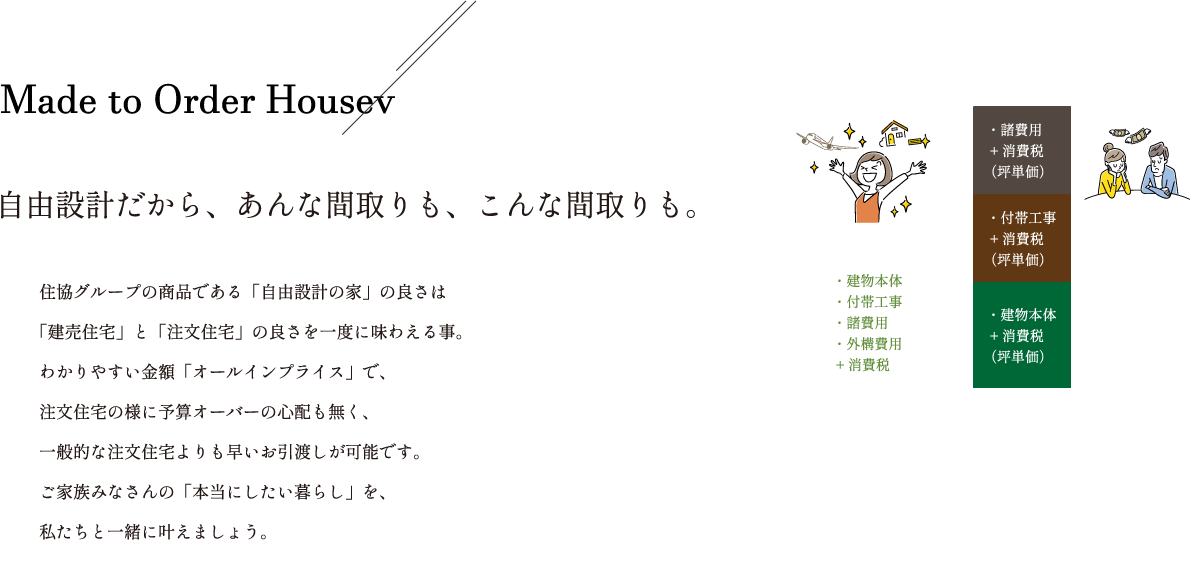 Made to Order Housev
自由設計だから、あんな間取りも、こんな間取りも。
住協グループの商品である「自由設計の家」の良さは
「建売住宅」と「注文住宅」の良さを一度に味わえる事。
わかりやすい金額「オールインプライス」で、
注文住宅の様に予算オーバーの心配も無く、
一般的な注文住宅よりも早いお引渡しが可能です。
ご家族みなさんの「本当にしたい暮らし」を、
私たちと一緒に叶えましょう。
・建物本体
・付帯工事
・諸費用
・外構費用
+ 消費税
・諸費用
+ 消費税
（坪単価）
・付帯工事
+ 消費税
（坪単価）
・建物本体
+ 消費税
（坪単価）